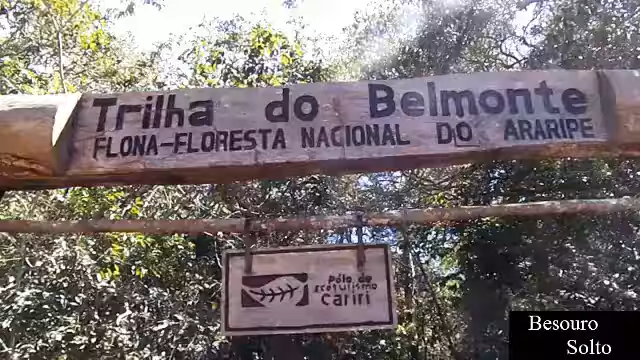 Trilha do Belmonte
FLONA-FLORESTA NACIONAL DO ARARIPE
Pólo de
ecoturismo
cariri
Besouro
Solto